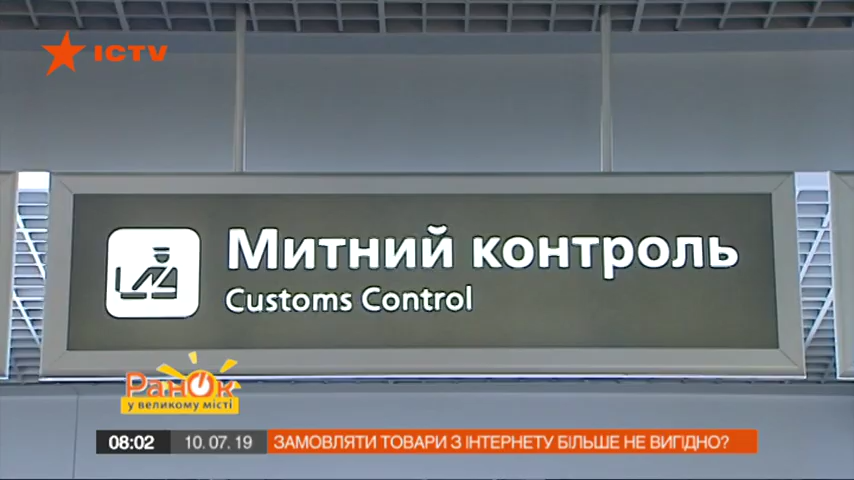 ICTV
Митний контроль
Customs Control
РанОк
у великому місті
08:02 10.07.19 ЗАМОВЛЯТИ ТОВАРИ З ІНТЕРНЕТУ БІЛЬШЕ НЕ ВИГІДНО?